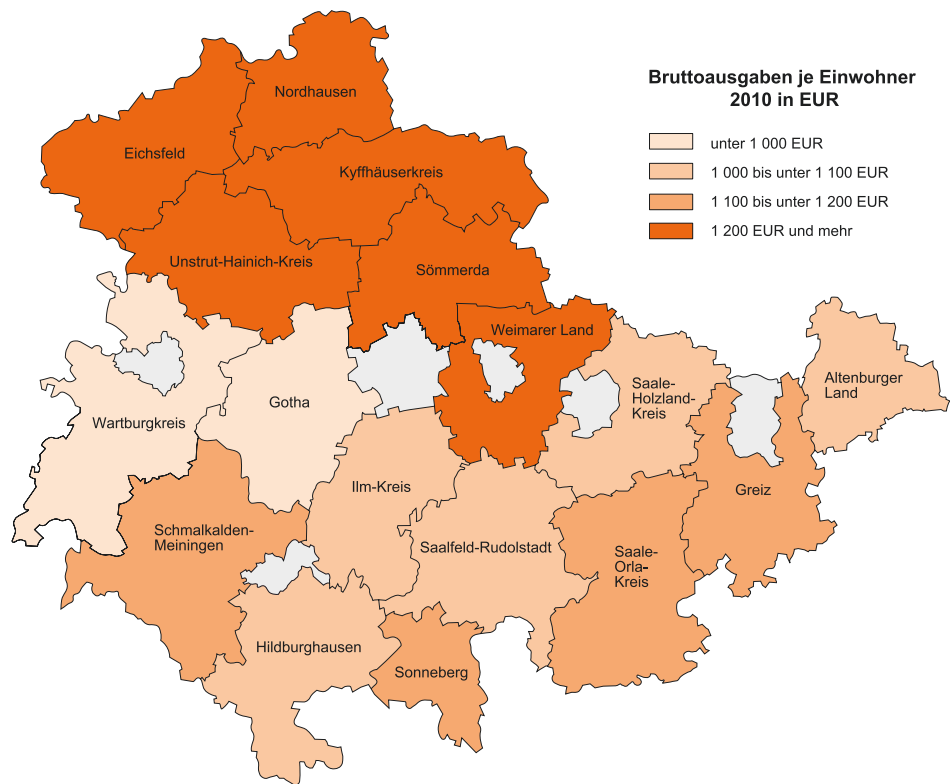 Bruttoausgaben je Einwohner
2010 in EUR
unter 1 000 EUR
1 000 bis unter 1 100 EUR
1 100 bis unter 1 200 EUR
1 200 EUR und mehr
Nordhausen
Eichsfeld
Kyffhäuserkreis
Unstrut-Hainich-Kreis
Sömmerda
Weimarer Land
Altenburger
Land
Saale-
Holzland-
Kreis
Wartburgkreis
Gotha
Ilm-Kreis
Greiz
Schmalkalden-
Meiningen
Saalfeld-Rudolstadt
Saale-
Orla-
Kreis
Hildburghausen
Sonneberg